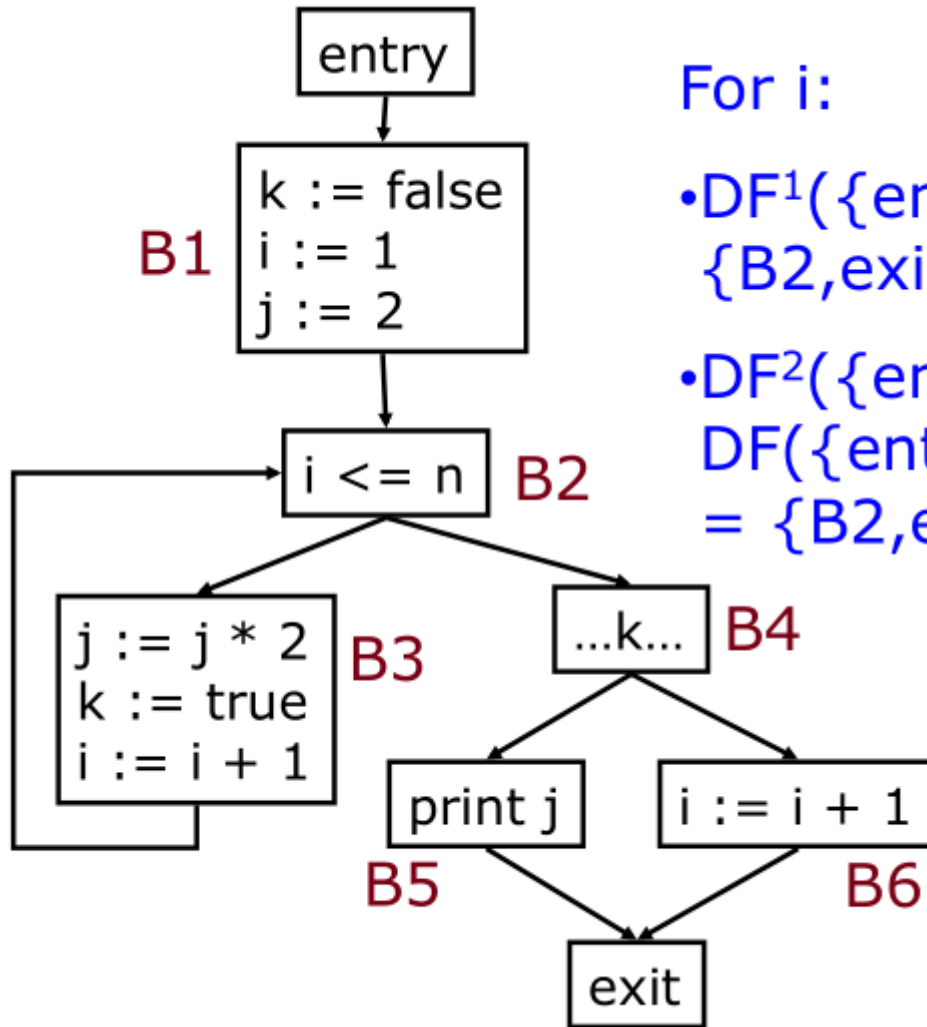 entry
For i:
•DF¹({en
{B2,exi
B1
k := false
i := 1
j := 2
•DF²({en
DF({ent
= {B2,e
i <= n
B2
j := j * 2
k := true
i := i + 1
B3
...k...
B4
print j
i := i + 1
B5
B6
exit